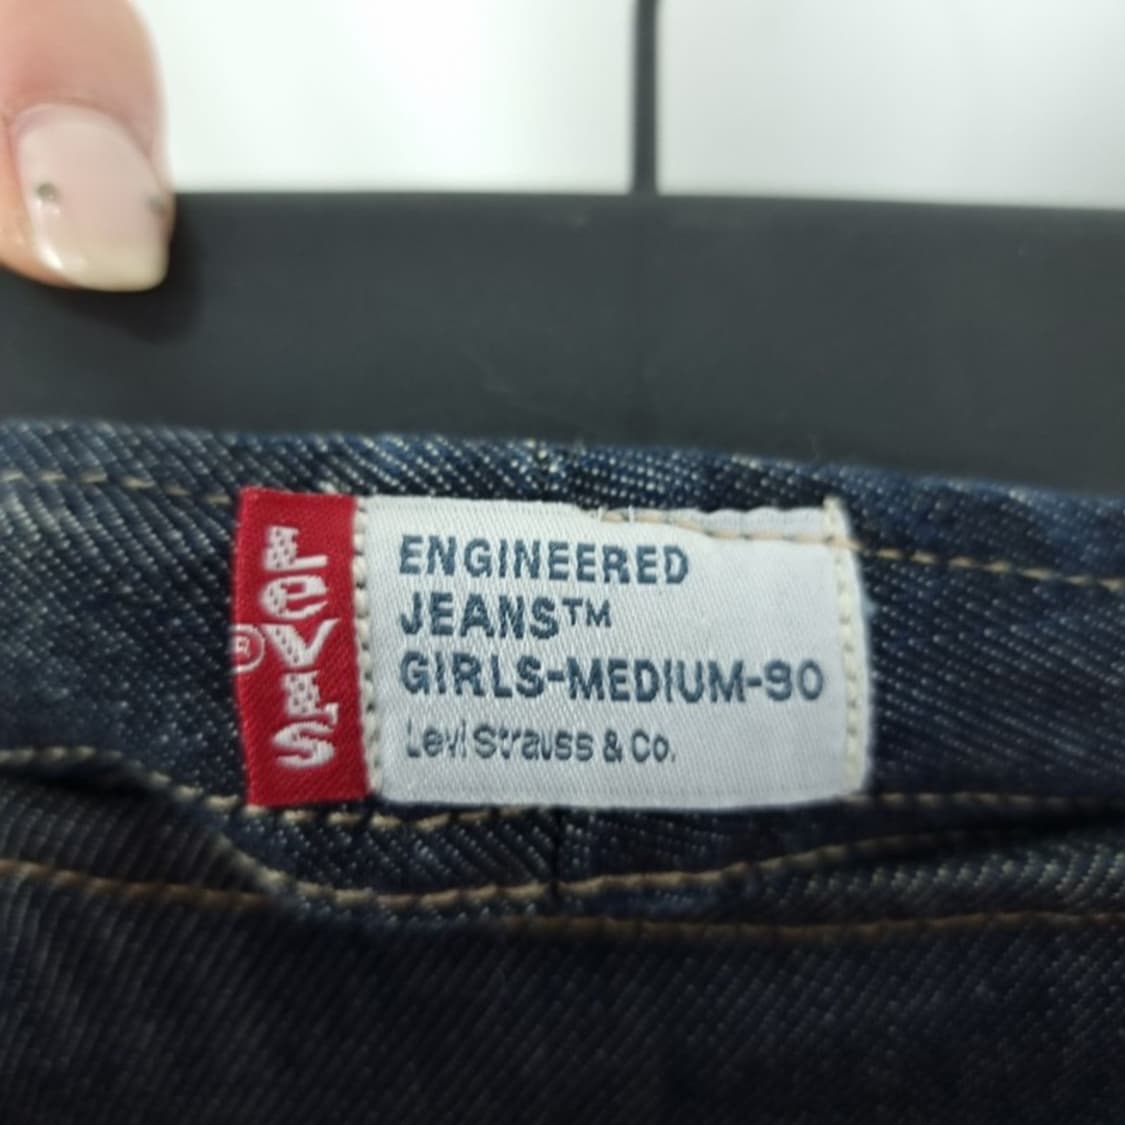 LEVI'S
®
ENGINEERED
JEANS™
GIRLS-MEDIUM-90
Levi Strauss & Co.